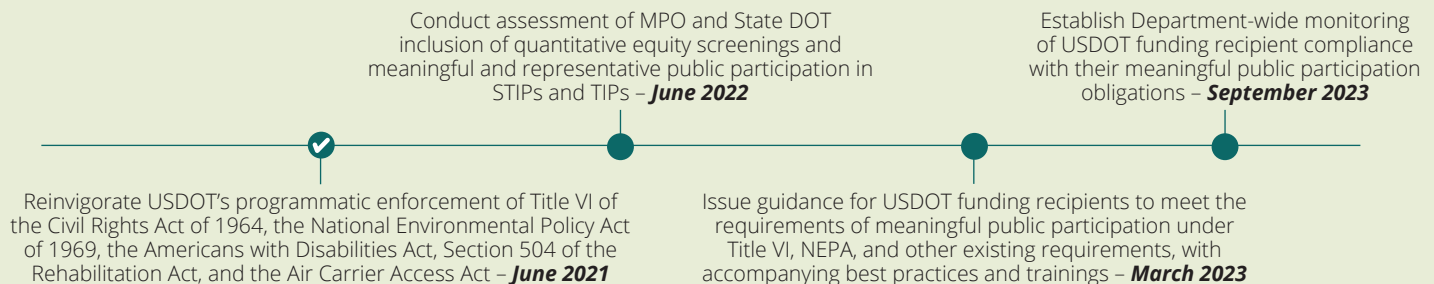 Conduct assessment of MPO and State DOT
inclusion of quantitative equity screenings and
meaningful and representative public participation in
STIPs and TIPs – June 2022
Establish Department-wide monitoring
of USDOT funding recipient compliance
with their meaningful public participation
obligations – September 2023
Reinvigorate USDOT’s programmatic enforcement of Title VI of
the Civil Rights Act of 1964, the National Environmental Policy Act
of 1969, the Americans with Disabilities Act, Section 504 of the
Rehabilitation Act, and the Air Carrier Access Act – June 2021
Issue guidance for USDOT funding recipients to meet the
requirements of meaningful public participation under
Title VI, NEPA, and other existing requirements, with
accompanying best practices and trainings – March 2023